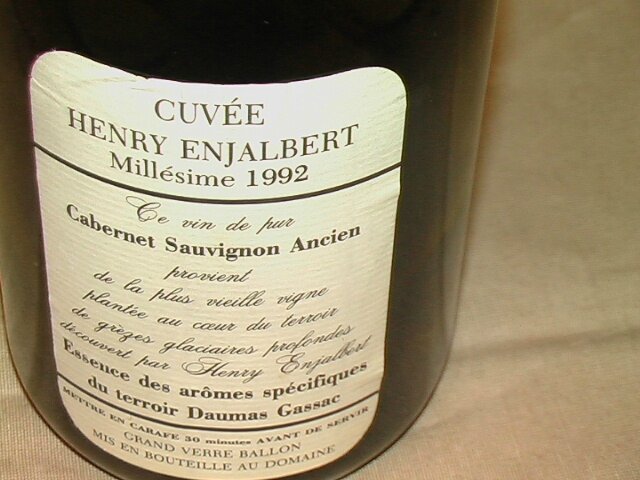 CUVÉE
HENRY ENJALBERT
Millésime 1992
Ce vin de pur
Cabernet Sauvignon Ancien
provient
de la plus vieille vigne
plantée au cœur du terroir
de grèzes glaciaires profondes
découvert par Henry Enjalbert
Essence des arômes spécifiques
du terroir Daumas Gassac
METTRE EN CARAFE 30 minutes AVANT DE SERVIR
GRAND VERRE BALLON
MIS EN BOUTEILLE AU DOMAINE